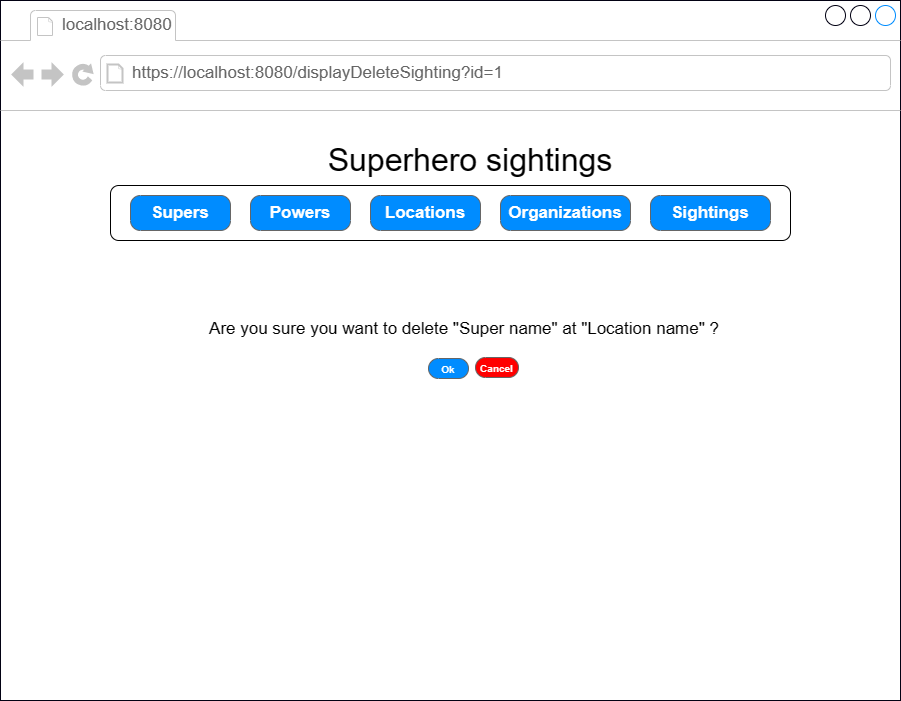 localhost:8080
https://localhost:8080/displayDeleteSighting?id=1
Superhero sightings
Supers Powers Locations Organizations Sightings
Are you sure you want to delete "Super name" at "Location name" ?
Ok Cancel